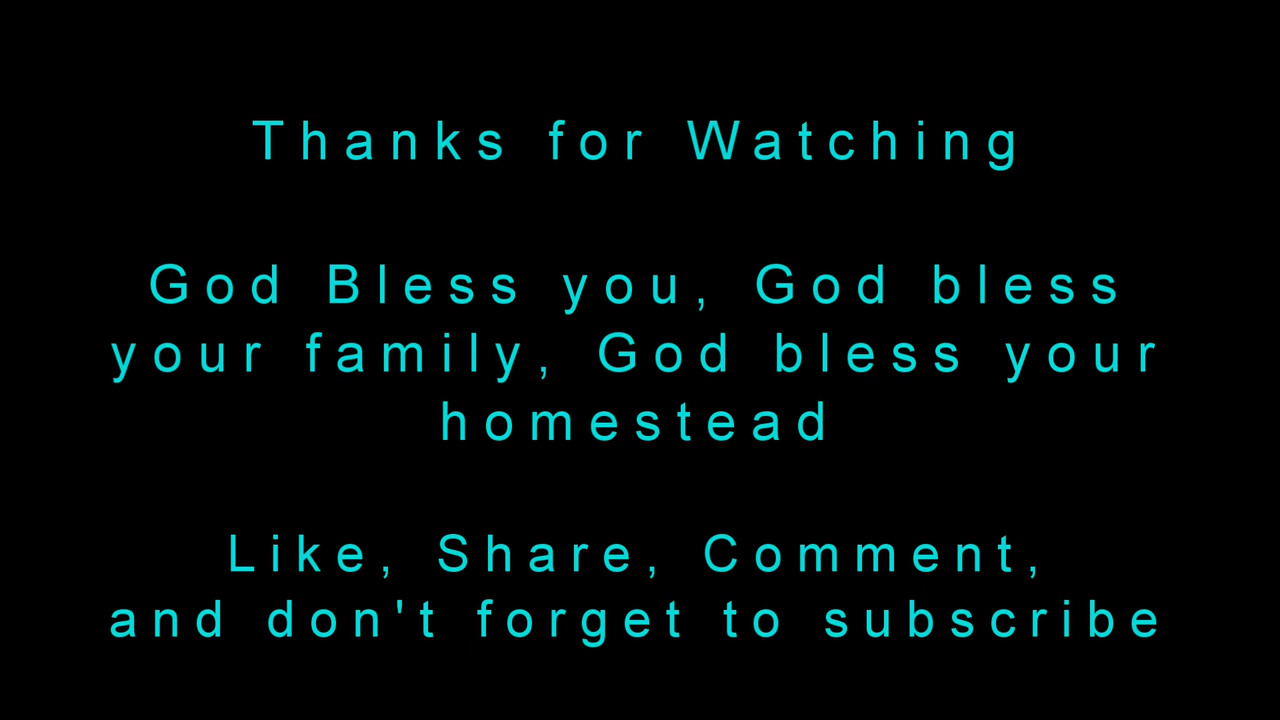 Thanks for Watching
God Bless you, God bless
your family, God bless your
homestead
Like, Share, Comment,
and don't forget to subscribe